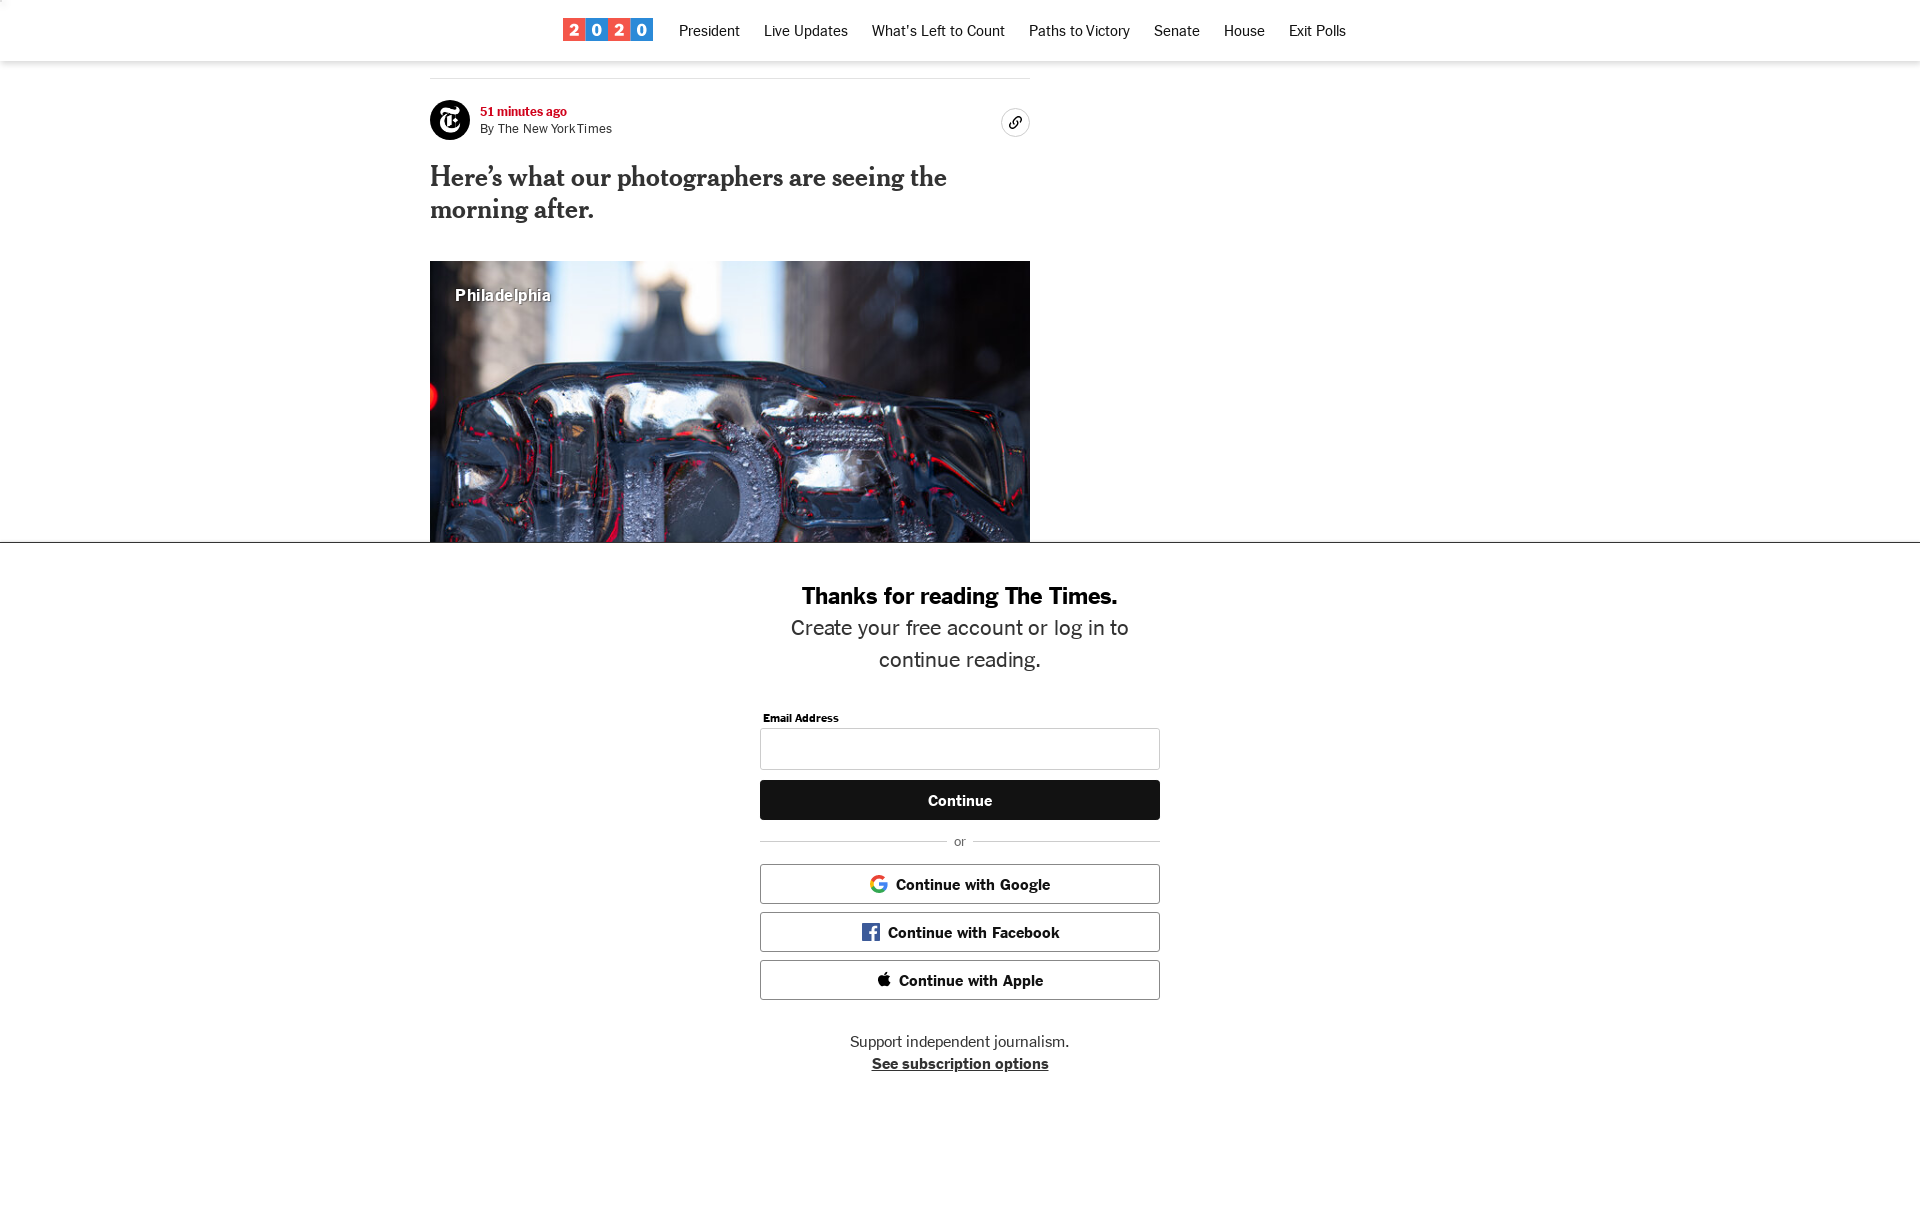 2020 President Live Updates What's Left to Count Paths to Victory Senate House Exit Polls
51 minutes ago
By The New York Times
Here’s what our photographers are seeing the
morning after.
Philadelphia
Thanks for reading The Times.
Create your free account or log in to
continue reading.
Email Address
Continue
or
Continue with Google
Continue with Facebook
Continue with Apple
Support independent journalism.
See subscription options